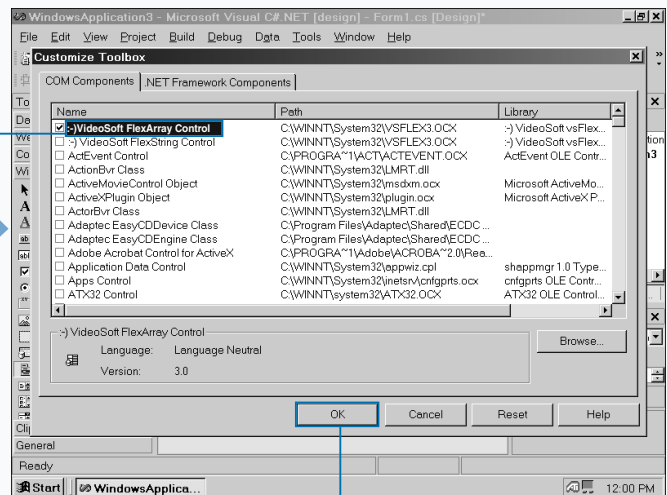 WindowsApplication3 - Microsoft Visual C#.NET [design] - Form1.cs [Design]*
File Edit View Project Build Debug Data Tools Window Help
Customize Toolbox
COM Components .NET Framework Components
Name Path Library
:-)VideoSoft FlexArray Control C:\WINNT\System32\VSFLEX3.OCX :-) VideoSoft vsFlex...
:-) VideoSoft FlexString Control C:\WINNT\System32\VSFLEX3.OCX :-) VideoSoft vsFlex...
ActEvent Control C:\PROGRA~1\ACT\ACTEVENT.OCX ActEvent OLE Contr...
ActionBvr Class C:\WINNT\System32\LMRT.dll
ActiveMovieControl Object C:\WINNT\System32\msdxm.ocx Microsoft ActiveMo...
ActiveXPlugin Object C:\WINNT\System32\plugin.ocx Microsoft ActiveX P...
ActorBvr Class C:\WINNT\System32\LMRT.dll
Adaptec EasyCDDevice Class C:\Program Files\Adaptec\Shared\ECDC ...
Adaptec EasyCDEngine Class C:\Program Files\Adaptec\Shared\ECDC ...
Adobe Acrobat Control for ActiveX C:\PROGRA~1\Adobe\ACROBA~2.0\Rea...
Application Data Control C:\WINNT\System32\appwiz.cpl shappmgr 1.0 Type...
Apps Control C:\WINNT\System32\inetsrv\cnfgprts.ocx cnfgprts OLE Contr...
ATX32 Control C:\WINNT\system32\ATX32.OCX ATX32 OLE Control...
:-) VideoSoft FlexArray Control
Language: Language Neutral
Version: 3.0
Browse...
OK Cancel Reset Help
General
Ready
Start WindowsApplica... 12:00 PM